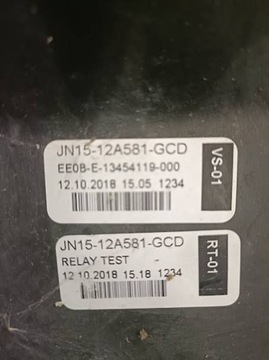 JN15-12A581-GCD
EE0B-E-13454119-000
12.10.2018 15.05 1234
VS-01
JN15-12A581-GCD
RELAY TEST -
12.10.2018 15.18 1234
RT-01